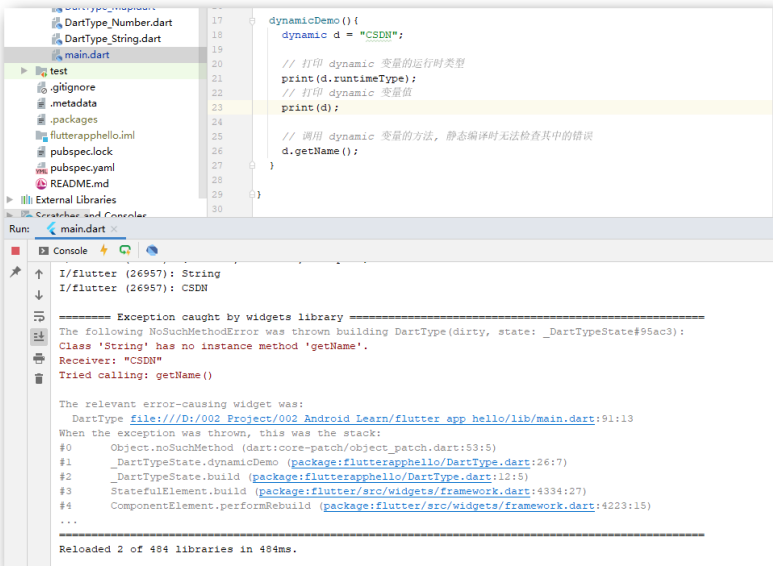 DartType_Map.dart
DartType_Number.dart
DartType_String.dart
main.dart
test
.gitignore
.metadata
.packages
flutterapphello.iml
pubspec.lock
pubspec.yaml
README.md
External Libraries
Scratches and Consoles
17 dynamicDemo(){
18 dynamic d = "CSDN";
19
20 // 打印 dynamic 变量的运行时类型
21 print(d.runtimeType);
22 // 打印 dynamic 变量值
23 print(d);
24
25 // 调用 dynamic 变量的方法, 静态编译时无法检查其中的错误
26 d.getName();
27 }
28
29 }
30
Run: main.dart
Console
I/flutter (26957): String
I/flutter (26957): CSDN
======== Exception caught by widgets library =======================================================
The following NoSuchMethodError was thrown building DartType(dirty, state: _DartTypeState#95ac3):
Class 'String' has no instance method 'getName'.
Receiver: "CSDN"
Tried calling: getName()
The relevant error-causing widget was:
DartType file:///D:/002_Project/002_Android_Learn/flutter_app_hello/lib/main.dart:91:13
When the exception was thrown, this was the stack:
#0 Object.noSuchMethod (dart:core-patch/object_patch.dart:53:5)
#1 _DartTypeState.dynamicDemo (package:flutterapphello/DartType.dart:26:7)
#2 _DartTypeState.build (package:flutterapphello/DartType.dart:12:5)
#3 StatefulElement.build (package:flutter/src/widgets/framework.dart:4334:27)
#4 ComponentElement.performRebuild (package:flutter/src/widgets/framework.dart:4223:15)
...
====================================================================================================
Reloaded 2 of 484 libraries in 484ms.